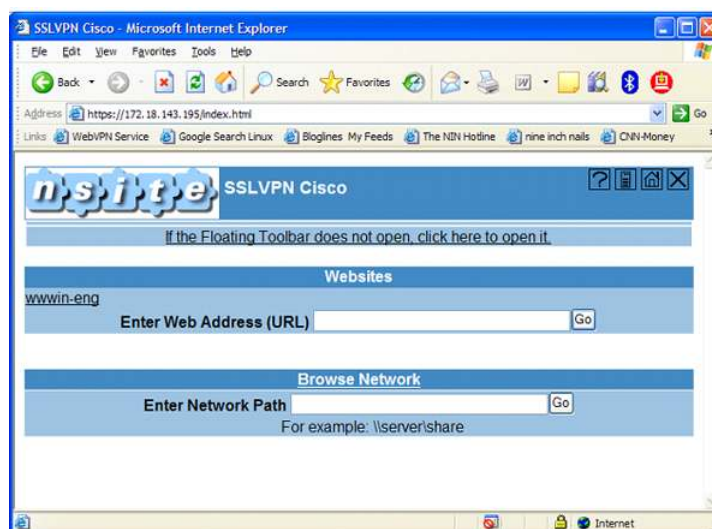 SSLVPN Cisco - Microsoft Internet Explorer
File Edit View Favorites Tools Help
Back Search Favorites
Address https://172.18.143.195/index.html Go
Links WebVPN Service Google Search Linux Bloglines My Feeds The NIN Hotline nine inch nails CNN-Money
nsite SSLVPN Cisco
If the Floating Toolbar does not open, click here to open it.
Websites
wwwin-eng
Enter Web Address (URL) Go
Browse Network
Enter Network Path Go
For example: \\server\share
Internet